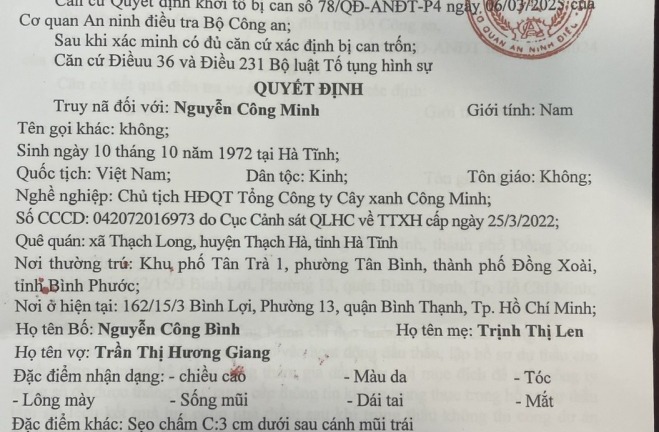 Căn cứ Quyết định khởi tố bị can số 78/QĐ-ANĐT-P4 ngày 06/03/2023 của
Cơ quan An ninh điều tra Bộ Công an;
Sau khi xác minh có đủ căn cứ xác định bị can trốn;
Căn cứ Điều 36 và Điều 231 Bộ luật Tố tụng hình sự
QUYẾT ĐỊNH
Truy nã đối với: Nguyễn Công Minh Giới tính: Nam
Tên gọi khác: không;
Sinh ngày 10 tháng 10 năm 1972 tại Hà Tĩnh;
Quốc tịch: Việt Nam; Dân tộc: Kinh; Tôn giáo: Không;
Nghề nghiệp: Chủ tịch HĐQT Tổng Công ty Cây xanh Công Minh;
Số CCCD: 042072016973 do Cục Cảnh sát QLHC về TTXH cấp ngày 25/3/2022;
Quê quán: xã Thạch Long, huyện Thạch Hà, tỉnh Hà Tĩnh
Nơi thường trú: Khu phố Tân Trà 1, phường Tân Bình, thành phố Đồng Xoài,
tỉnh Bình Phước;
Nơi ở hiện tại: 162/15/3 Bình Lợi, Phường 13, quận Bình Thạnh, Tp. Hồ Chí Minh;
Họ tên Bố: Nguyễn Công Bình Họ tên mẹ: Trịnh Thị Len
Họ tên vợ: Trần Thị Hương Giang
Đặc điểm nhận dạng: - chiều cao - Màu da - Tóc
- Lông mày - Sống mũi - Dái tai - Mắt
Đặc điểm khác: Sẹo chấm C:3 cm dưới sau cánh mũi trái